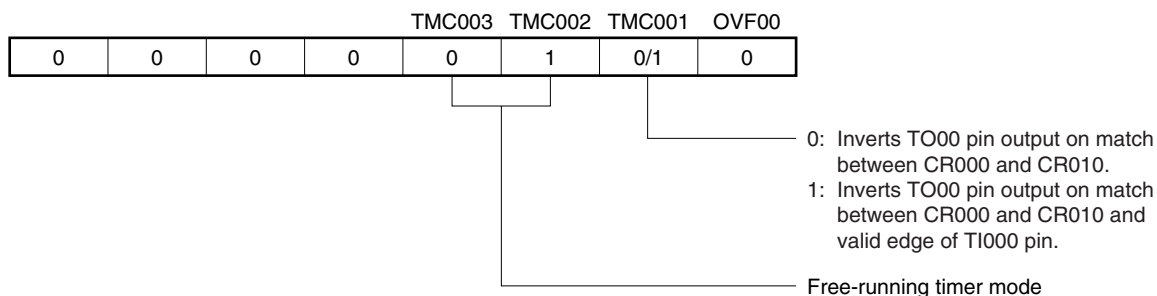 TMC003 TMC002 TMC001 OVF00
0 0 0 0 0 1 0/1 0
0: Inverts TO00 pin output on match
between CR000 and CR010.
1: Inverts TO00 pin output on match
between CR000 and CR010 and
valid edge of TI000 pin.
Free-running timer mode